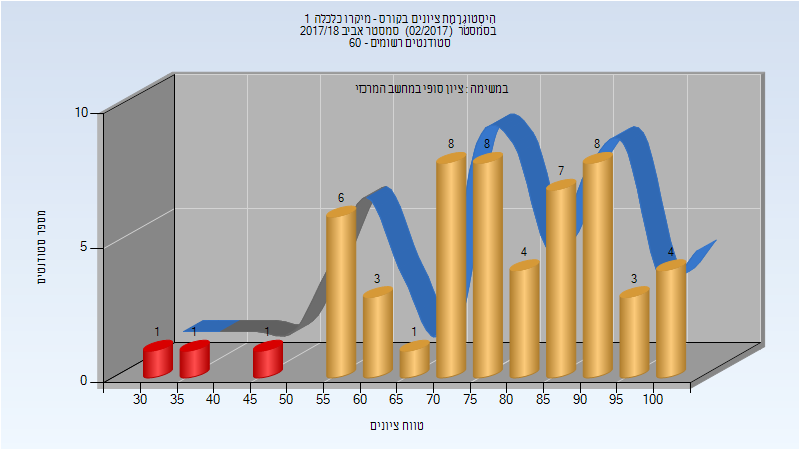 היסטוגרמת ציונים בקורס - מיקרו כלכלה 1
בסמסטר (02/2017) סמסטר אביב 2017/18
סטודנטים רשומים - 60
במשימה : ציון סופי במחשב המרכזי
מספר סטודנטים
10
5
0
1
1
1
6
3
1
8
8
4
7
8
3
4
30 35 40 45 50 55 60 65 70 75 80 85 90 95 100
טווח ציונים